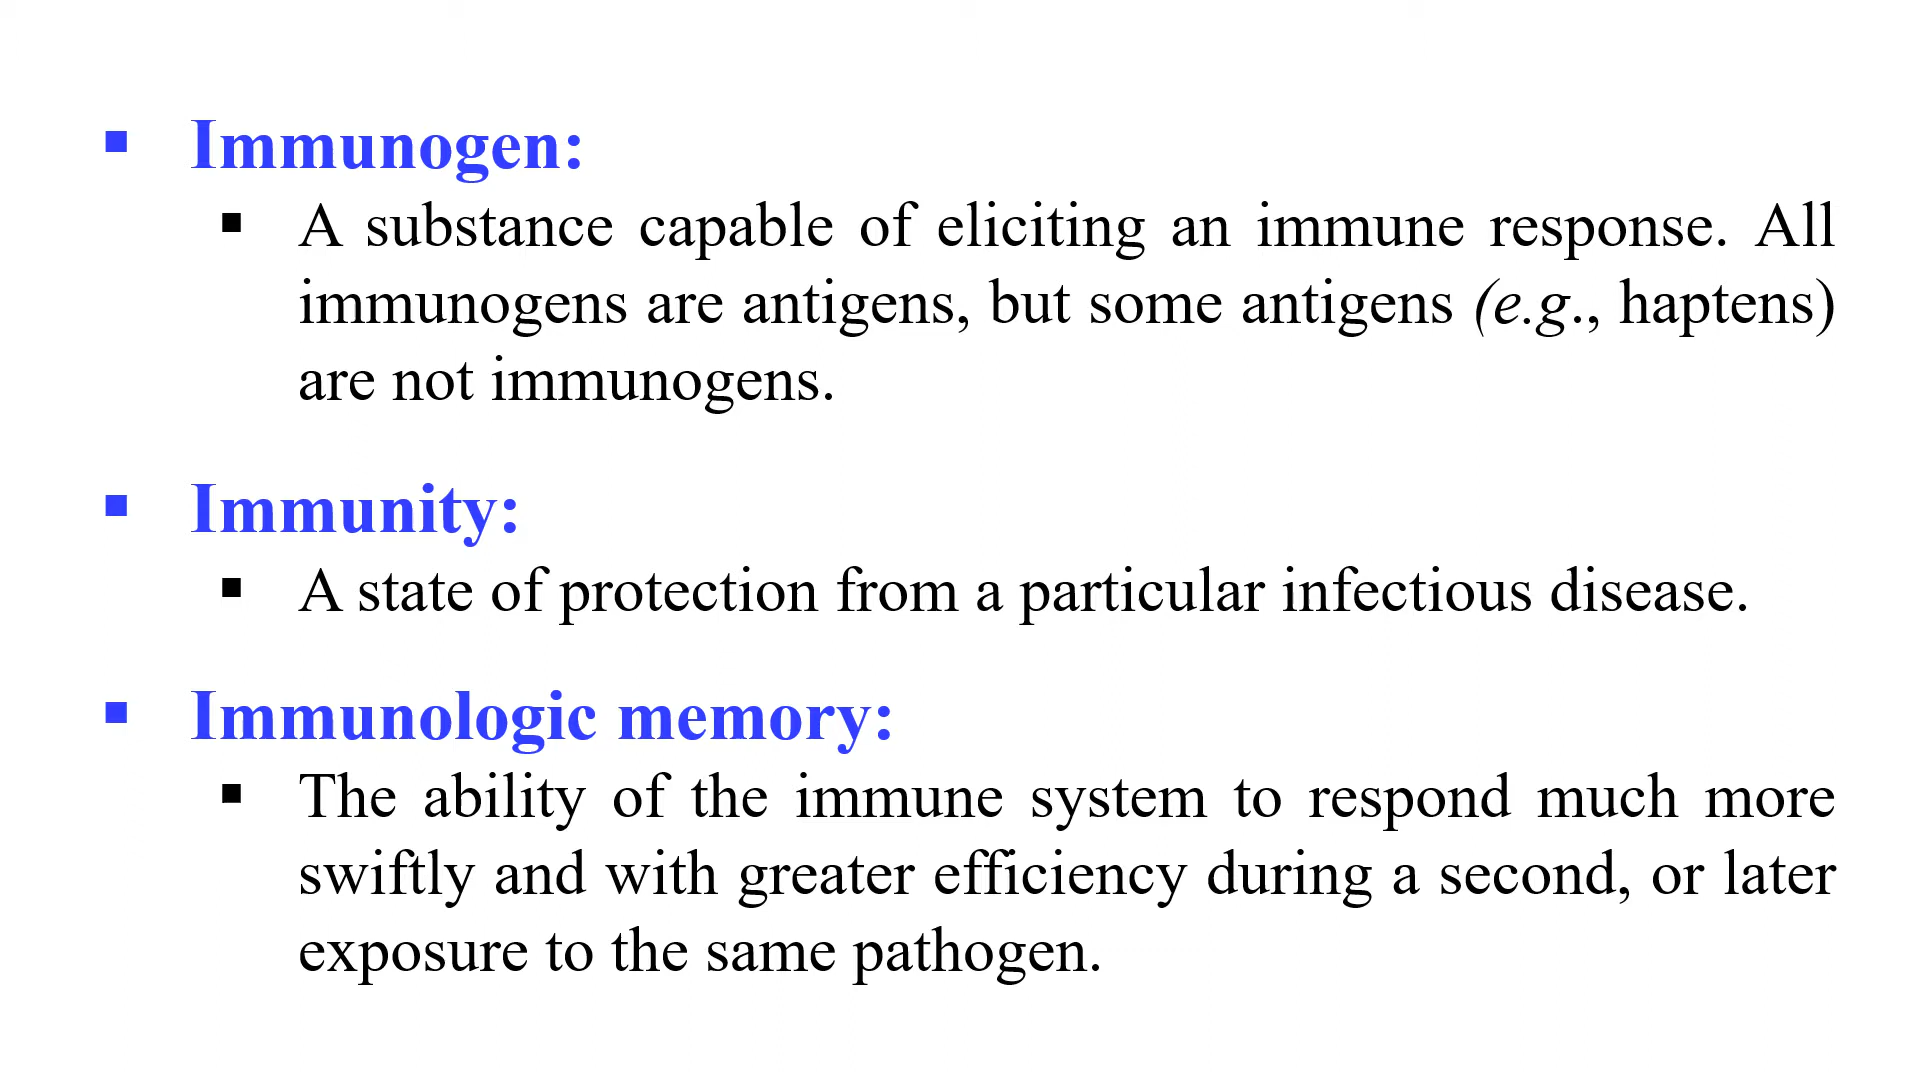 ▪ Immunogen:
▪ A substance capable of eliciting an immune response. All
immunogens are antigens, but some antigens (e.g., haptens)
are not immunogens.
▪ Immunity:
▪ A state of protection from a particular infectious disease.
▪ Immunologic memory:
▪ The ability of the immune system to respond much more
swiftly and with greater efficiency during a second, or later
exposure to the same pathogen.